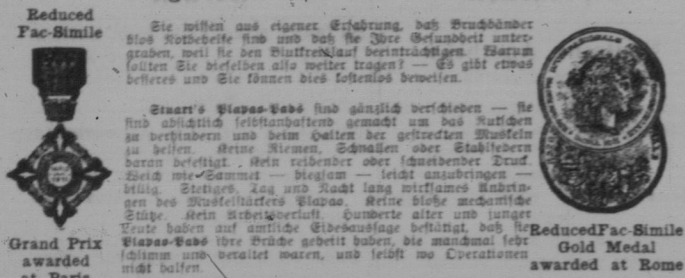 Reduced
Fac-Simile
Grand Prix
awarded
at Paris
Sie wissen aus eigener Erfahrung, daß Bruchbänder
blos Notbehelfe sind und daß sie Ihre Gesundheit unter-
graben, weil sie den Blutkreislauf beeinträchtigen. Warum
sollten Sie dieselben also weiter tragen? — Es gibt etwas
besseres und Sie können dies kostenlos beweisen.
Stuart's Plapao-Pads sind gänzlich verschieden — sie
sind absichtlich selbstanhaftend gemacht um das Rutschen
zu verhindern und beim Halten der gestreckten Muskeln
zu helfen. Keine Riemen, Schnallen oder Stahlfedern
daran befestigt. Kein reibender oder schneidender Druck.
Weich wie Sammet — biegsam — leicht anzubringen —
billig. Stetiges, Tag und Nacht lang wirksames Anbrin-
gen des Muskelstärkers Plapao. Keine bloße mechanische
Stütze. Kein Arbeitsverlust. Hunderte alter und junger
Leute haben auf amtliche Eidesaussage bestätigt, daß sie
Plapao-Pads ihre Brüche geheilt haben, die manchmal sehr
schlimm und veraltet waren, und selbst wo Operationen
nicht halfen.
Reduced Fac-Simile
Gold Medal
awarded at Rome